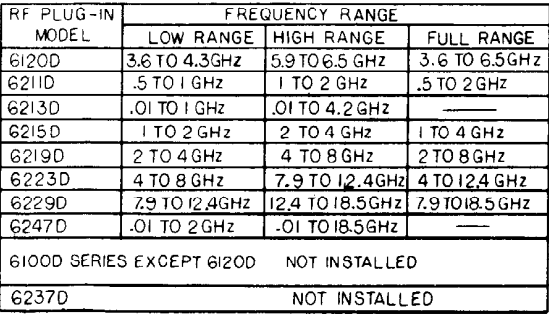 RF PLUG-IN MODEL FREQUENCY RANGE
LOW RANGE HIGH RANGE FULL RANGE
6120D 3.6 TO 4.3GHz 5.9 TO 6.5 GHz 3.6 TO 6.5GHz
6211D .5 TO 1 GHz 1 TO 2 GHz .5 TO 2 GHz
6213D .01 TO 1 GHz .01 TO 4.2 GHz ——
6215D 1 TO 2 GHz 2 TO 4 GHz 1 TO 4 GHz
6219D 2 TO 4 GHz 4 TO 8 GHz 2 TO 8 GHz
6223D 4 TO 8 GHz 7.9 TO 12.4GHz 4 TO 12.4 GHz
6229D 7.9 TO 12.4GHz 12.4 TO 18.5GHz 7.9 TO 18.5 GHz
6247D .01 TO 2 GHz .01 TO 18.5GHz ——
6100D SERIES EXCEPT 6120D NOT INSTALLED
6237D NOT INSTALLED